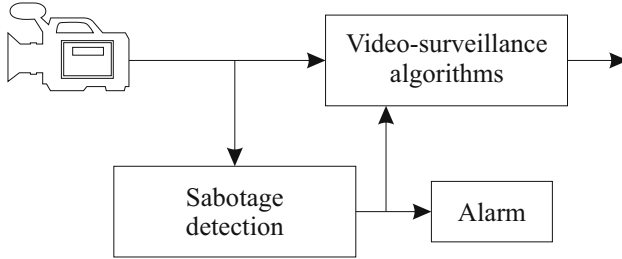 Video-surveillance
algorithms
Sabotage
detection
Alarm